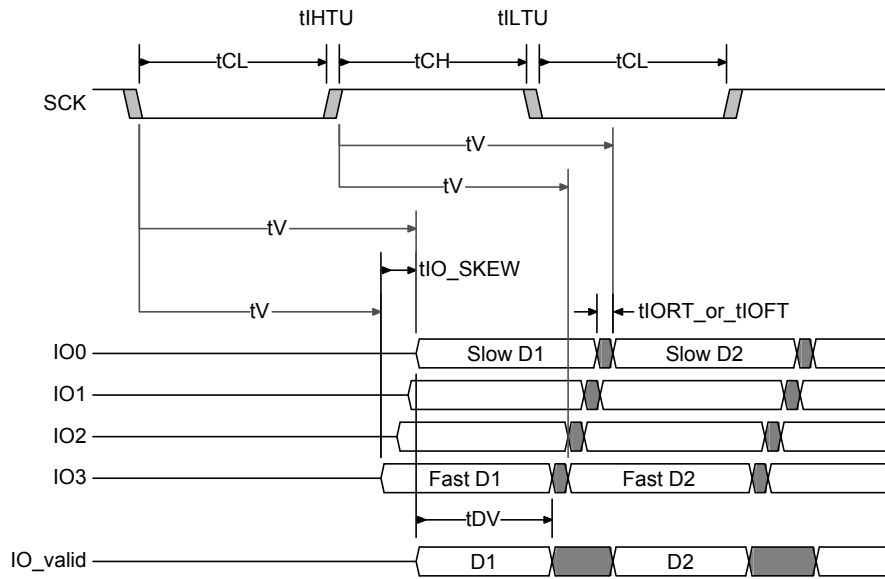 tIHTU tILTU
tCL tCH tCL
SCK
tV
tV
tV
tIO_SKEW
tV tIORT_or_tIOFT
IO0 Slow D1 Slow D2
IO1
IO2
IO3 Fast D1 Fast D2
tDV
IO_valid D1 D2